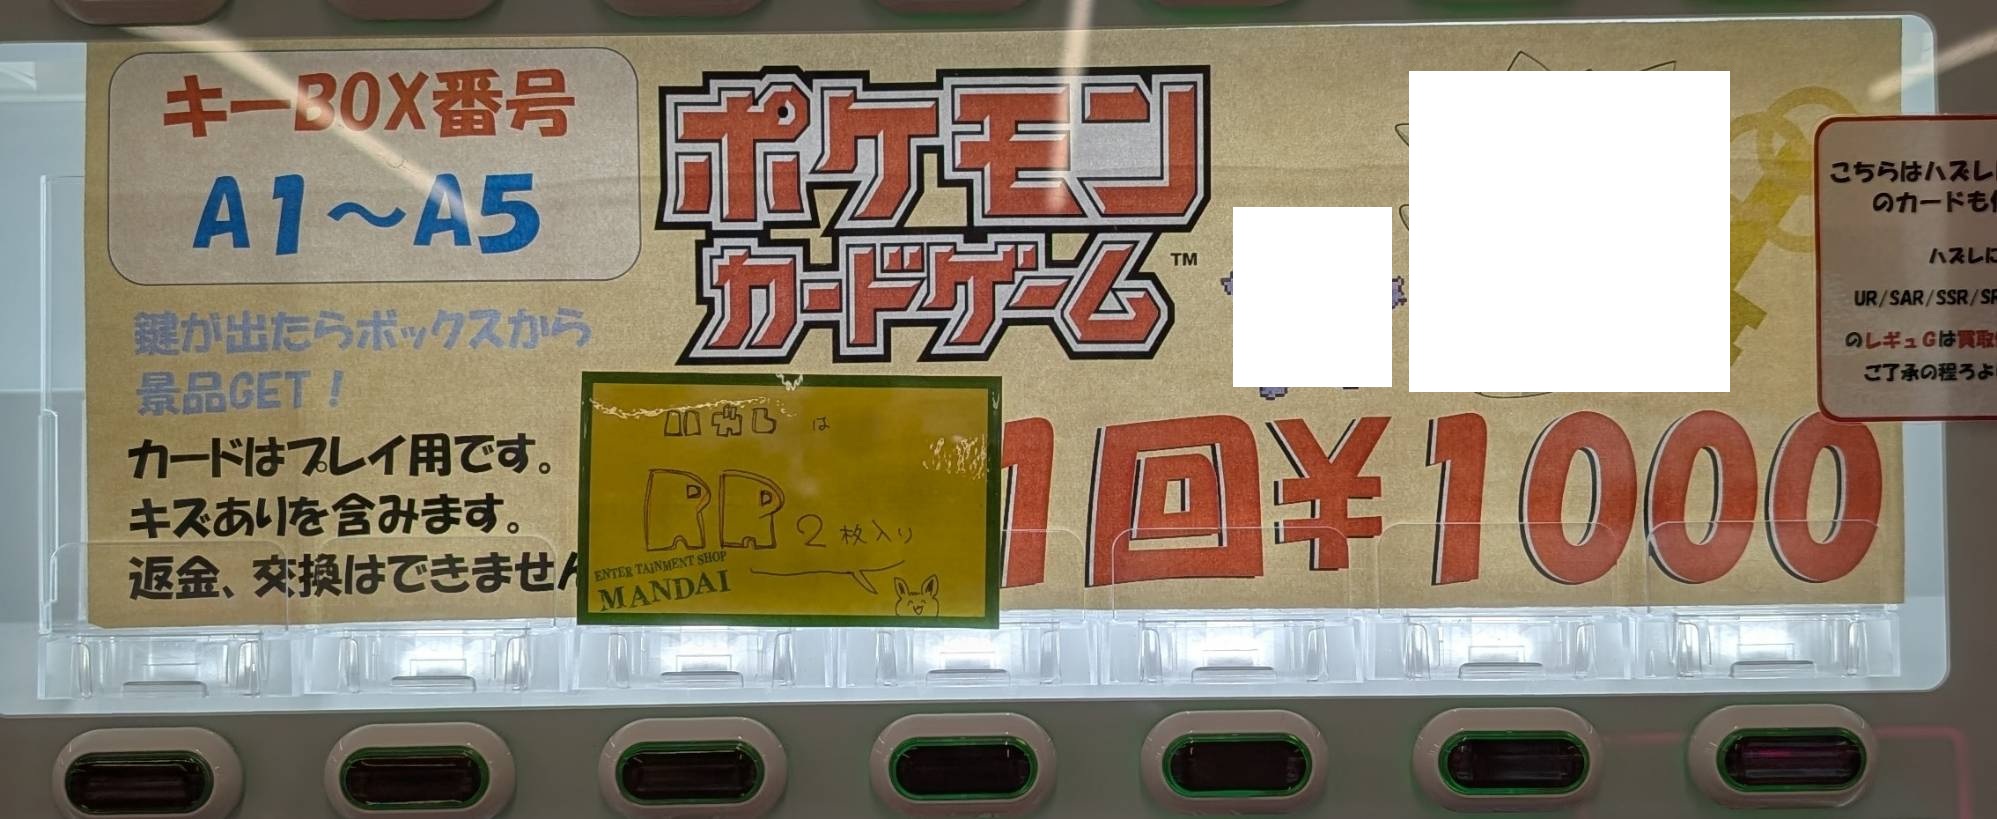 キーBOX番号
A1～A5
鍵が出たらボックスから
景品GET！
カードはプレイ用です。
キズありを含みます。
返金、交換はできません
ポケモン
カードゲーム
TM
1回￥1000
ハズレは
RR 2枚入り
ENTERTAINMENT SHOP
MANDAI
こちらはハズレ
のカードも
ハズレに
UR/SAR/SSR/SR
のレギュGは買取
ご了承の程ろよ